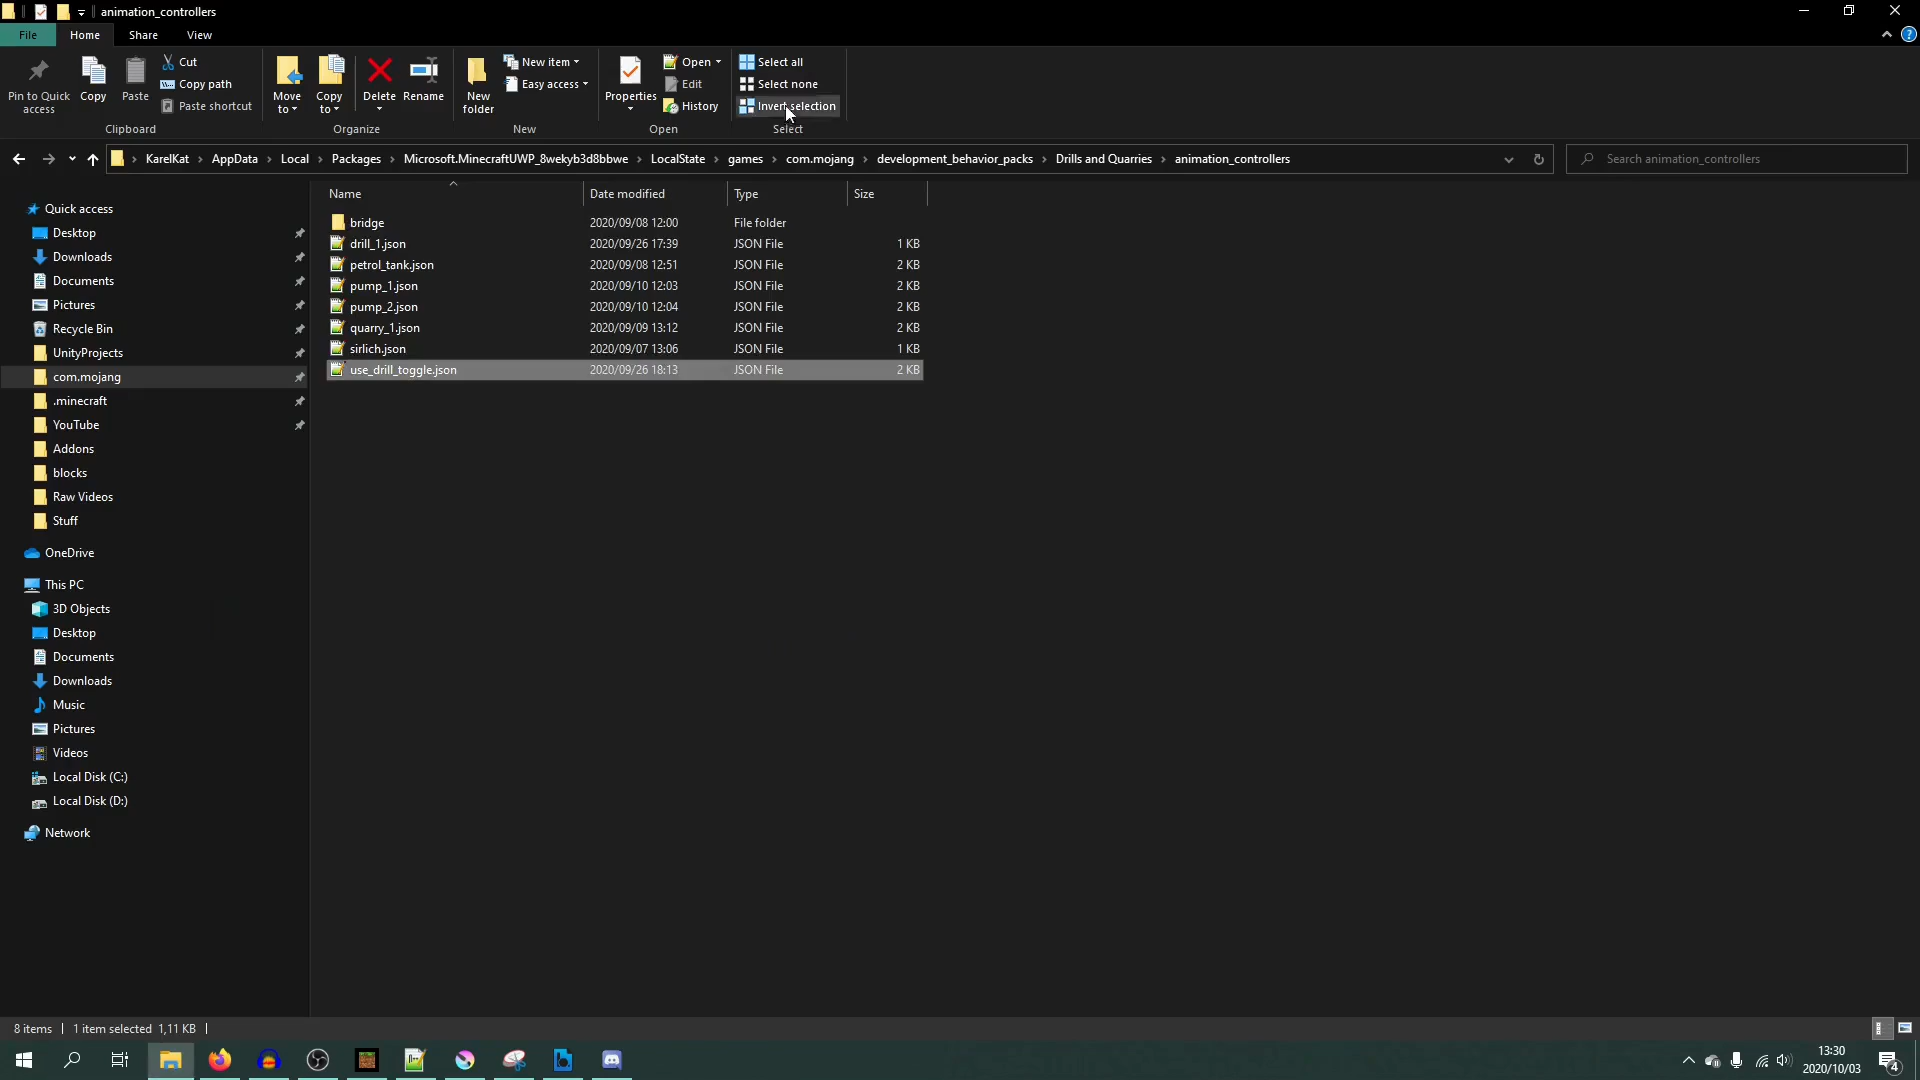 animation_controllers
File
Home
Share
View
Pin to Quick access
Copy
Paste
Cut
Copy path
Paste shortcut
Clipboard
Move to
Copy to
Delete
Rename
Organize
New folder
New item
Easy access
New
Properties
Open
Edit
History
Open
Select all
Select none
Invert selection
Select
KarelKat > AppData > Local > Packages > Microsoft.MinecraftUWP_8wekyb3d8bbwe > LocalState > games > com.mojang > development_behavior_packs > Drills and Quarries > animation_controllers
Search animation_controllers
Name Date modified Type Size
bridge 2020/09/08 12:00 File folder
drill_1.json 2020/09/26 17:39 JSON File 1 KB
petrol_tank.json 2020/09/08 12:51 JSON File 2 KB
pump_1.json 2020/09/10 12:03 JSON File 2 KB
pump_2.json 2020/09/10 12:04 JSON File 2 KB
quarry_1.json 2020/09/09 13:12 JSON File 2 KB
sirlich.json 2020/09/07 13:06 JSON File 1 KB
use_drill_toggle.json 2020/09/26 18:13 JSON File 2 KB
Quick access
Desktop
Downloads
Documents
Pictures
Recycle Bin
UnityProjects
com.mojang
.minecraft
YouTube
Addons
blocks
Raw Videos
Stuff
OneDrive
This PC
3D Objects
Desktop
Documents
Downloads
Music
Pictures
Videos
Local Disk (C:)
Local Disk (D:)
Network
8 items | 1 item selected 1,11 KB |
13:30
2020/10/03
4